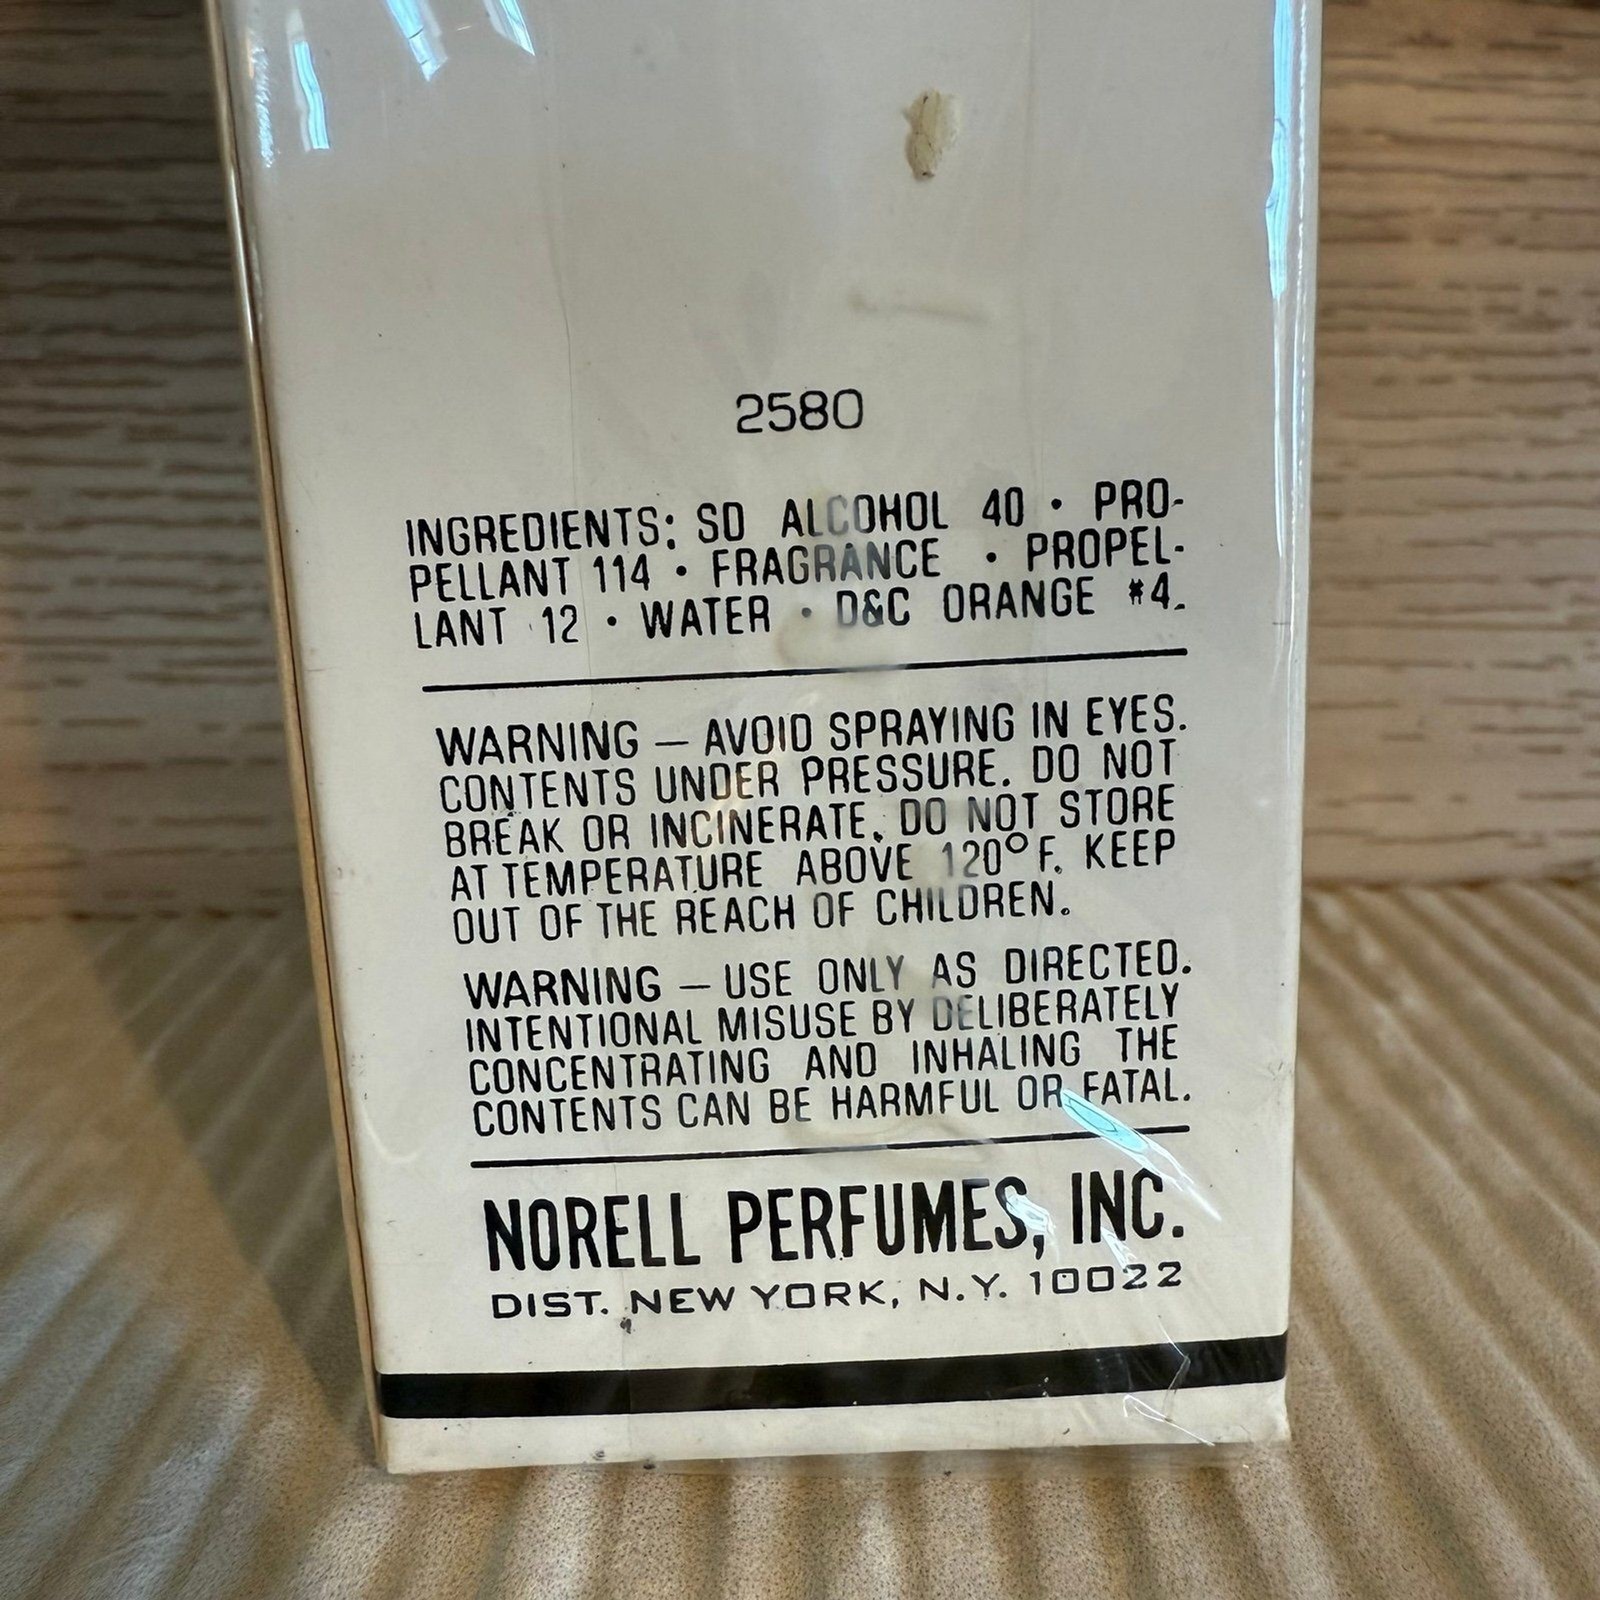 2580
INGREDIENTS: SD ALCOHOL 40 • PRO-
PELLANT 114 • FRAGRANCE • PROPEL-
LANT 12 • WATER • D&C ORANGE #4.
WARNING — AVOID SPRAYING IN EYES.
CONTENTS UNDER PRESSURE. DO NOT
BREAK OR INCINERATE. DO NOT STORE
AT TEMPERATURE ABOVE 120° F. KEEP
OUT OF THE REACH OF CHILDREN.
WARNING — USE ONLY AS DIRECTED.
INTENTIONAL MISUSE BY DELIBERATELY
CONCENTRATING AND INHALING THE
CONTENTS CAN BE HARMFUL OR FATAL.
NORELL PERFUMES, INC.
DIST. NEW YORK, N.Y. 10022